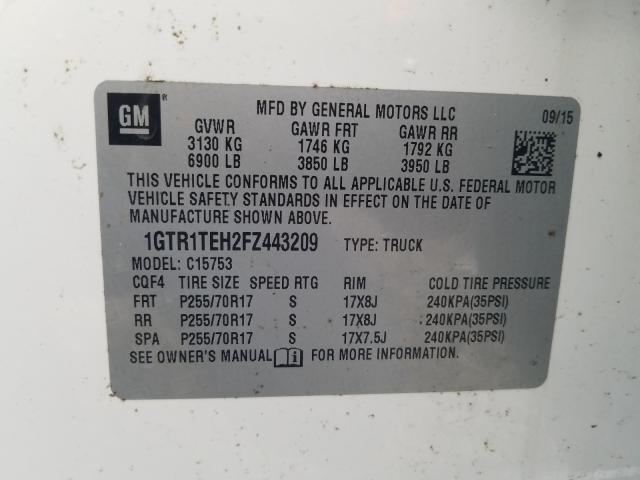 GM ®
MFD BY GENERAL MOTORS LLC 09/15
GVWR GAWR FRT GAWR RR
3130 KG 1746 KG 1792 KG
6900 LB 3850 LB 3950 LB
THIS VEHICLE CONFORMS TO ALL APPLICABLE U.S. FEDERAL MOTOR
VEHICLE SAFETY STANDARDS IN EFFECT ON THE DATE OF
MANUFACTURE SHOWN ABOVE.
1GTR1TEH2FZ443209 TYPE: TRUCK
MODEL: C15753
CQF4 TIRE SIZE SPEED RTG RIM COLD TIRE PRESSURE
FRT P255/70R17 S 17X8J 240KPA(35PSI)
RR P255/70R17 S 17X8J 240KPA(35PSI)
SPA P255/70R17 S 17X7.5J 240KPA(35PSI)
SEE OWNER'S MANUAL i FOR MORE INFORMATION.